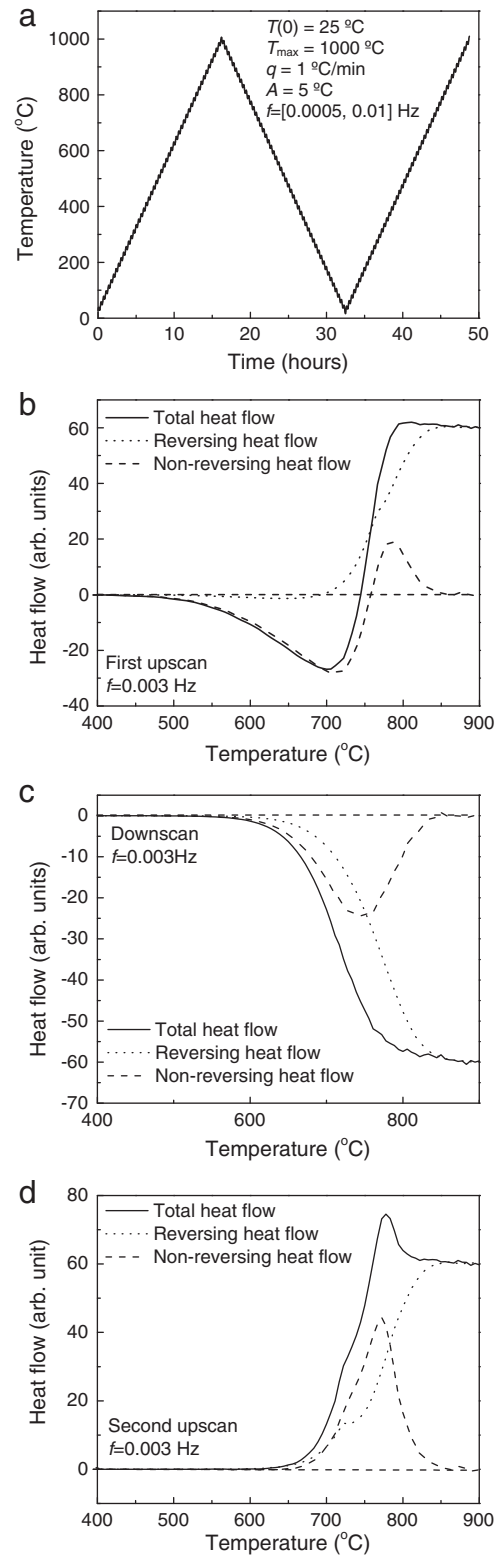 a
T(0) = 25 ºC
Tmax = 1000 ºC
q = 1 ºC/min
A = 5 ºC
f=[0.0005, 0.01] Hz
1000
800
600
400
200
0
Temperature (°C)
0 10 20 30 40 50
Time (hours)
b
Total heat flow
Reversing heat flow
Non-reversing heat flow
60
40
20
0
-20
-40
Heat flow (arb. units)
First upscan
f=0.003 Hz
400 500 600 700 800 900
Temperature (°C)
c
0
-10
-20
-30
-40
-50
-60
-70
Heat flow (arb. units)
Downscan
f=0.003Hz
Total heat flow
Reversing heat flow
Non-reversing heat flow
400 600 800
Temperature (°C)
d
80
60
40
20
0
Heat flow (arb. unit)
Total heat flow
Reversing heat flow
Non-reversing heat flow
Second upscan
f=0.003 Hz
400 500 600 700 800 900
Temperature (°C)